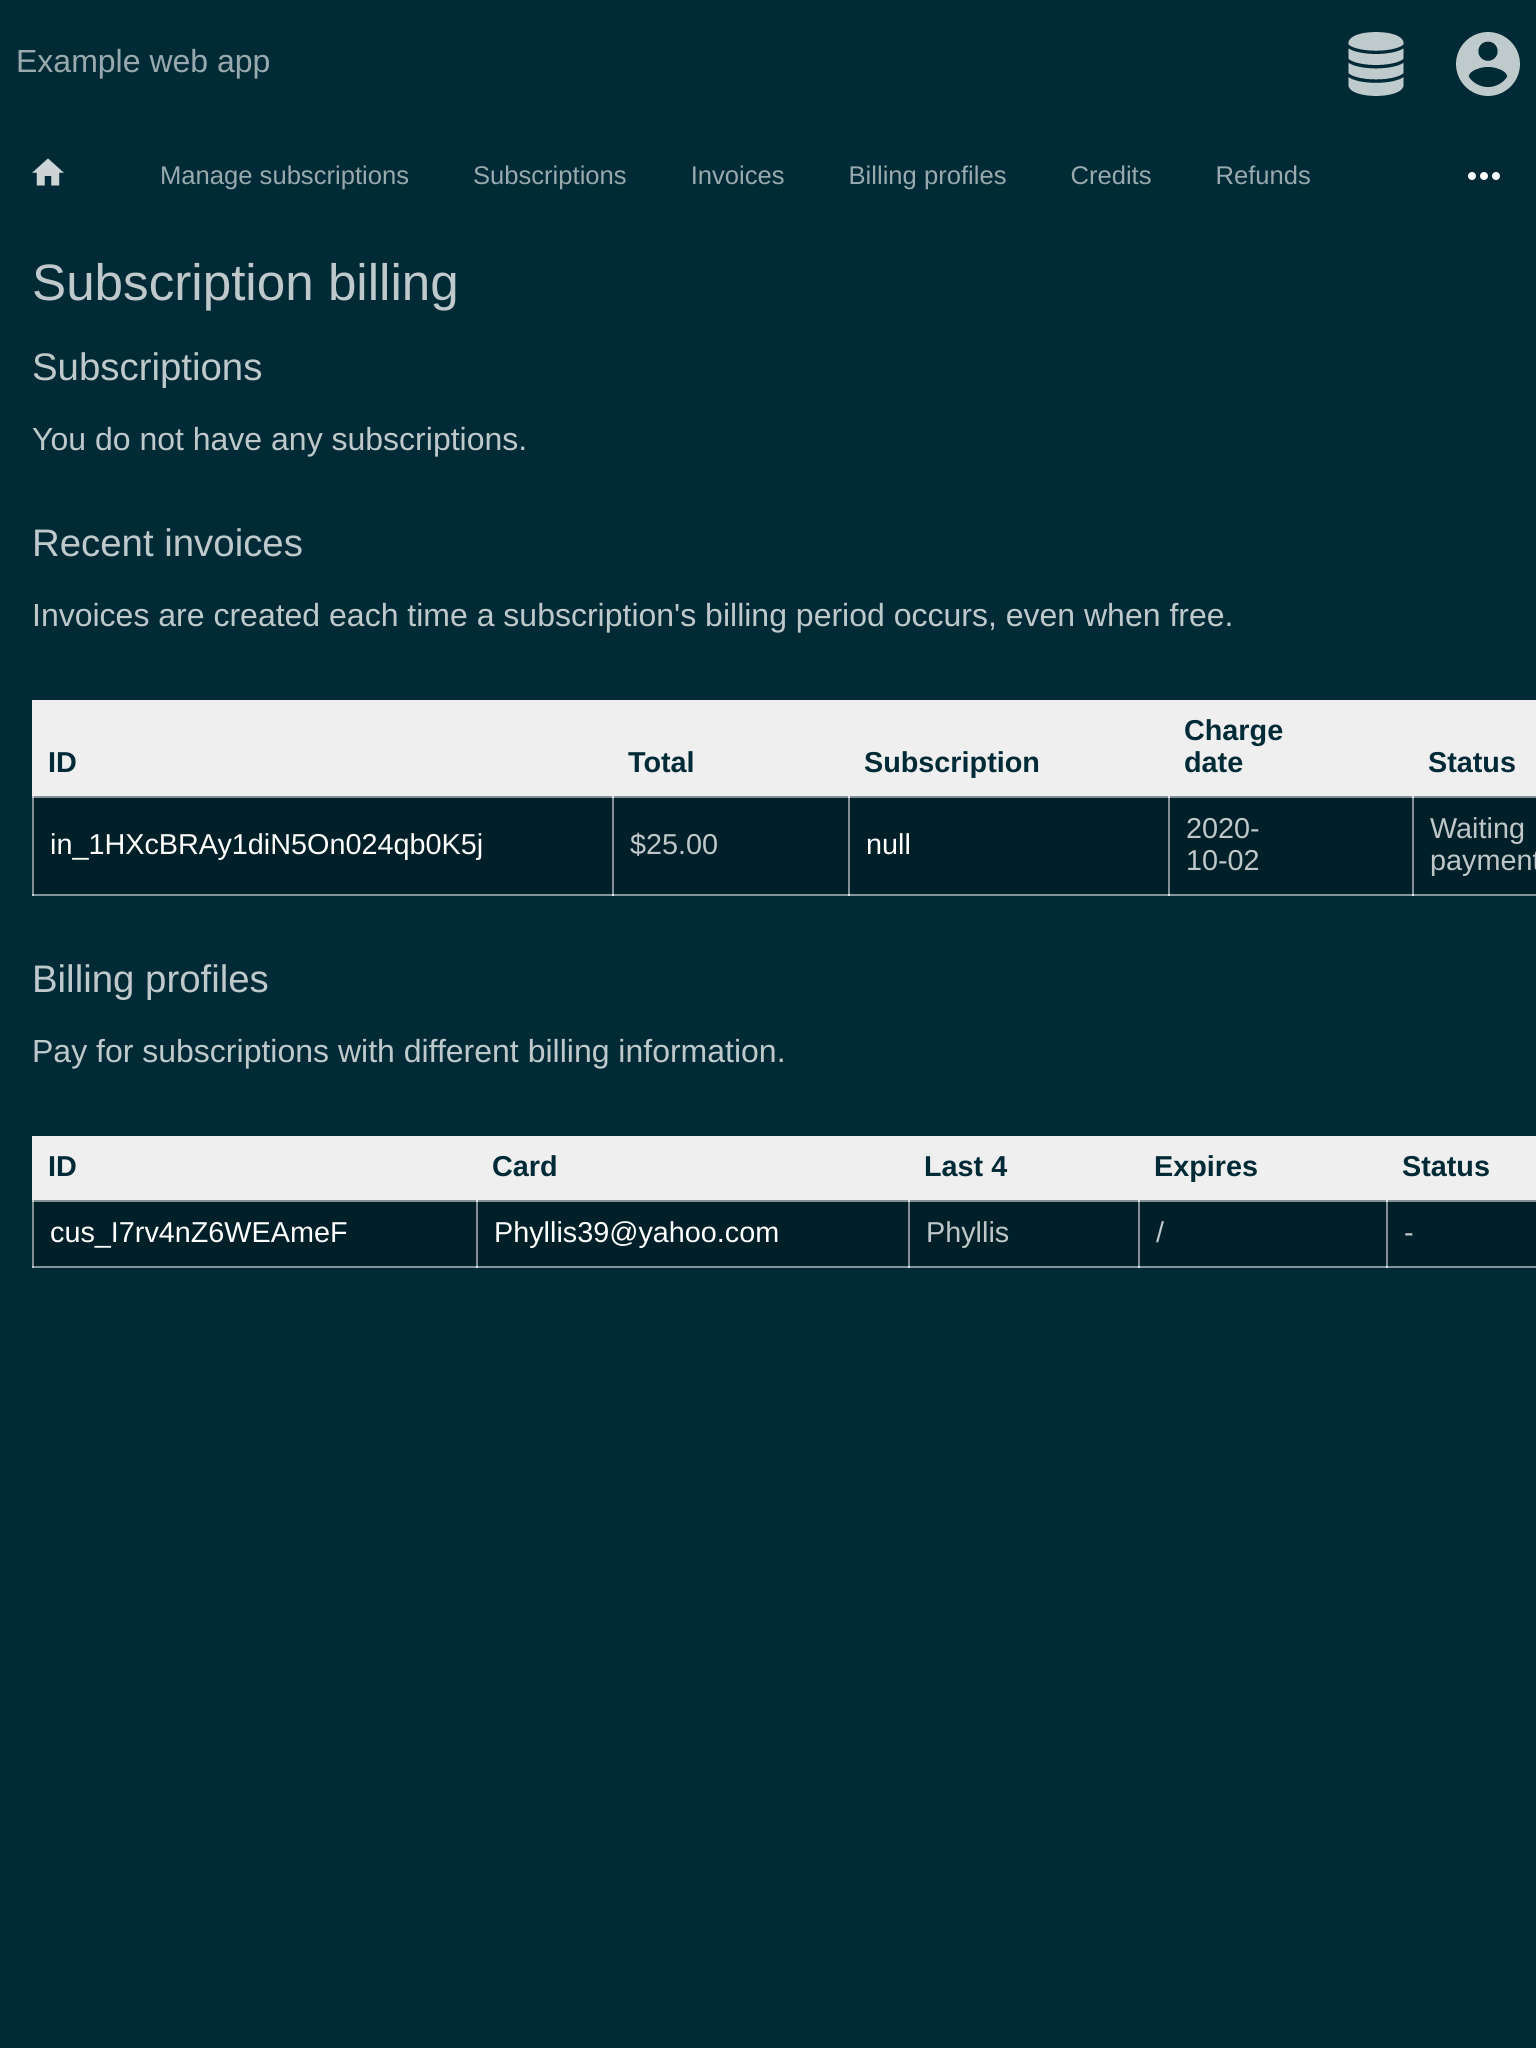 Example web app
Manage subscriptions Subscriptions Invoices Billing profiles Credits Refunds
Subscription billing
Subscriptions
You do not have any subscriptions.
Recent invoices
Invoices are created each time a subscription's billing period occurs, even when free.
ID Total Subscription Charge date Status
in_1HXcBRAy1diN5On024qb0K5j $25.00 null 2020-10-02 Waiting payment
Billing profiles
Pay for subscriptions with different billing information.
ID Card Last 4 Expires Status
cus_I7rv4nZ6WEAmeF Phyllis39@yahoo.com Phyllis / -